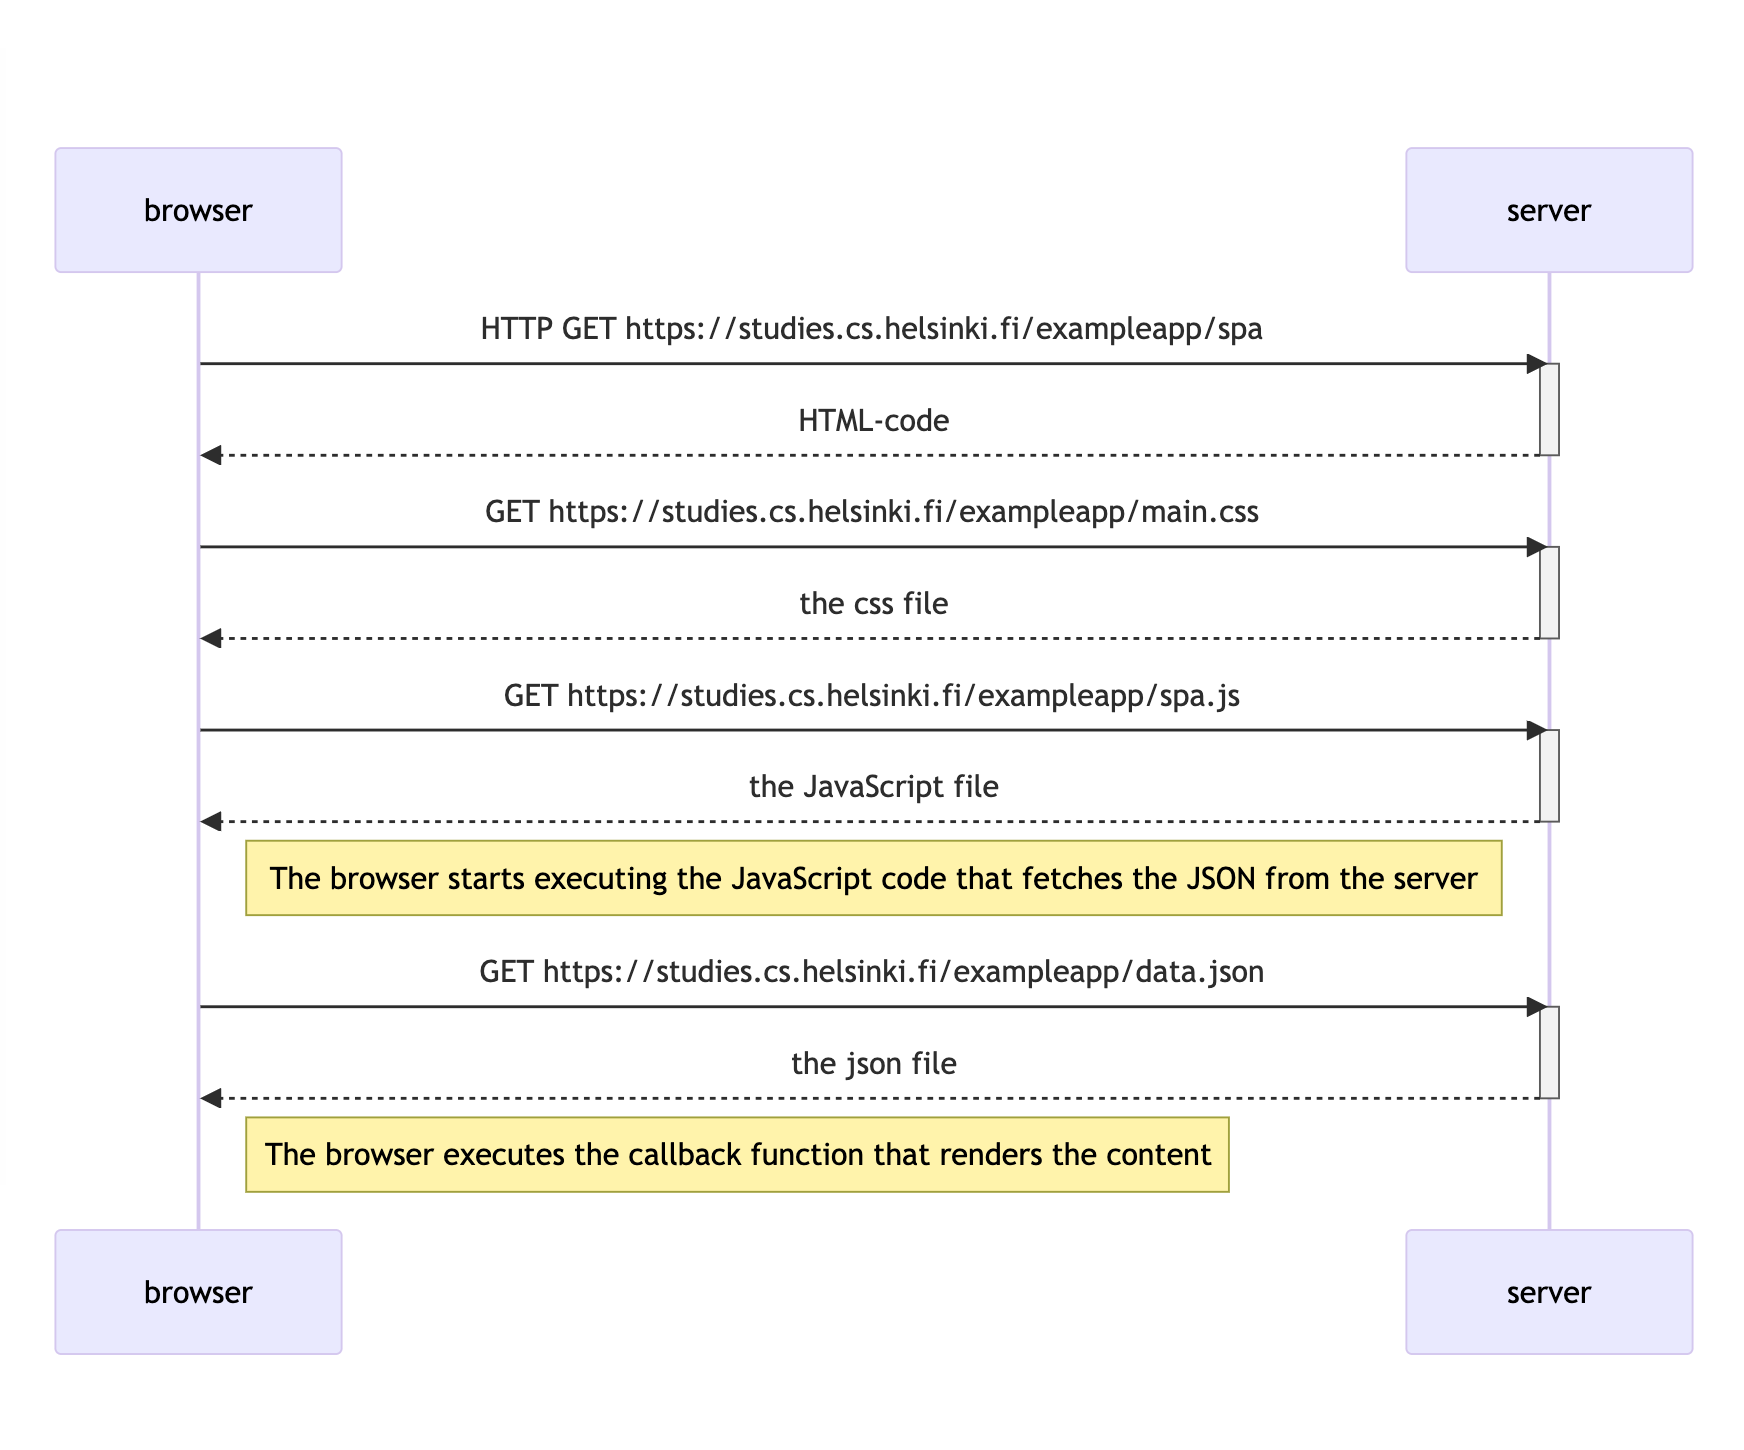 browser
server
HTTP GET https://studies.cs.helsinki.fi/exampleapp/spa
HTML-code
GET https://studies.cs.helsinki.fi/exampleapp/main.css
the css file
GET https://studies.cs.helsinki.fi/exampleapp/spa.js
the JavaScript file
The browser starts executing the JavaScript code that fetches the JSON from the server
GET https://studies.cs.helsinki.fi/exampleapp/data.json
the json file
The browser executes the callback function that renders the content
browser
server